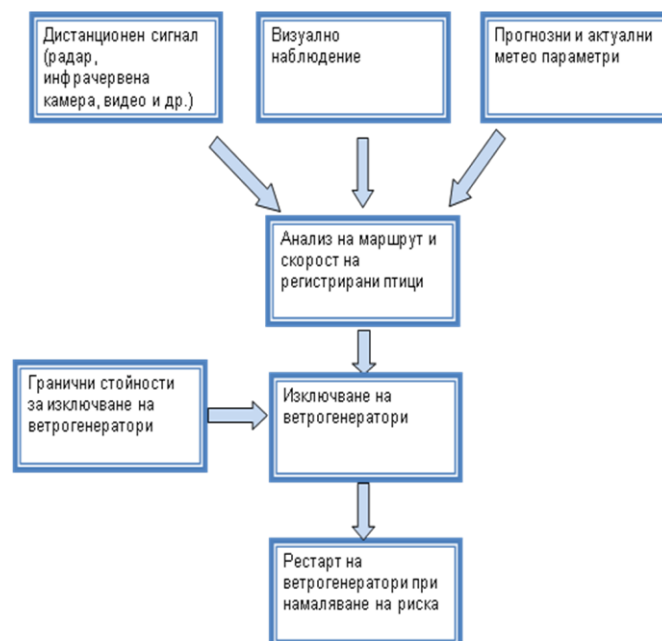 Дистанционен сигнал
(радар,
инфрачервена
камера, видео и др.)
Визуално
наблюдение
Прогнозни и актуални
метео параметри
Анализ на маршрут и
скорост на
регистрирани птици
Гранични стойности
за изключване на
ветрогенератори
Изключване на
ветрогенератори
Рестарт на
ветрогенератори при
намаляване на риска